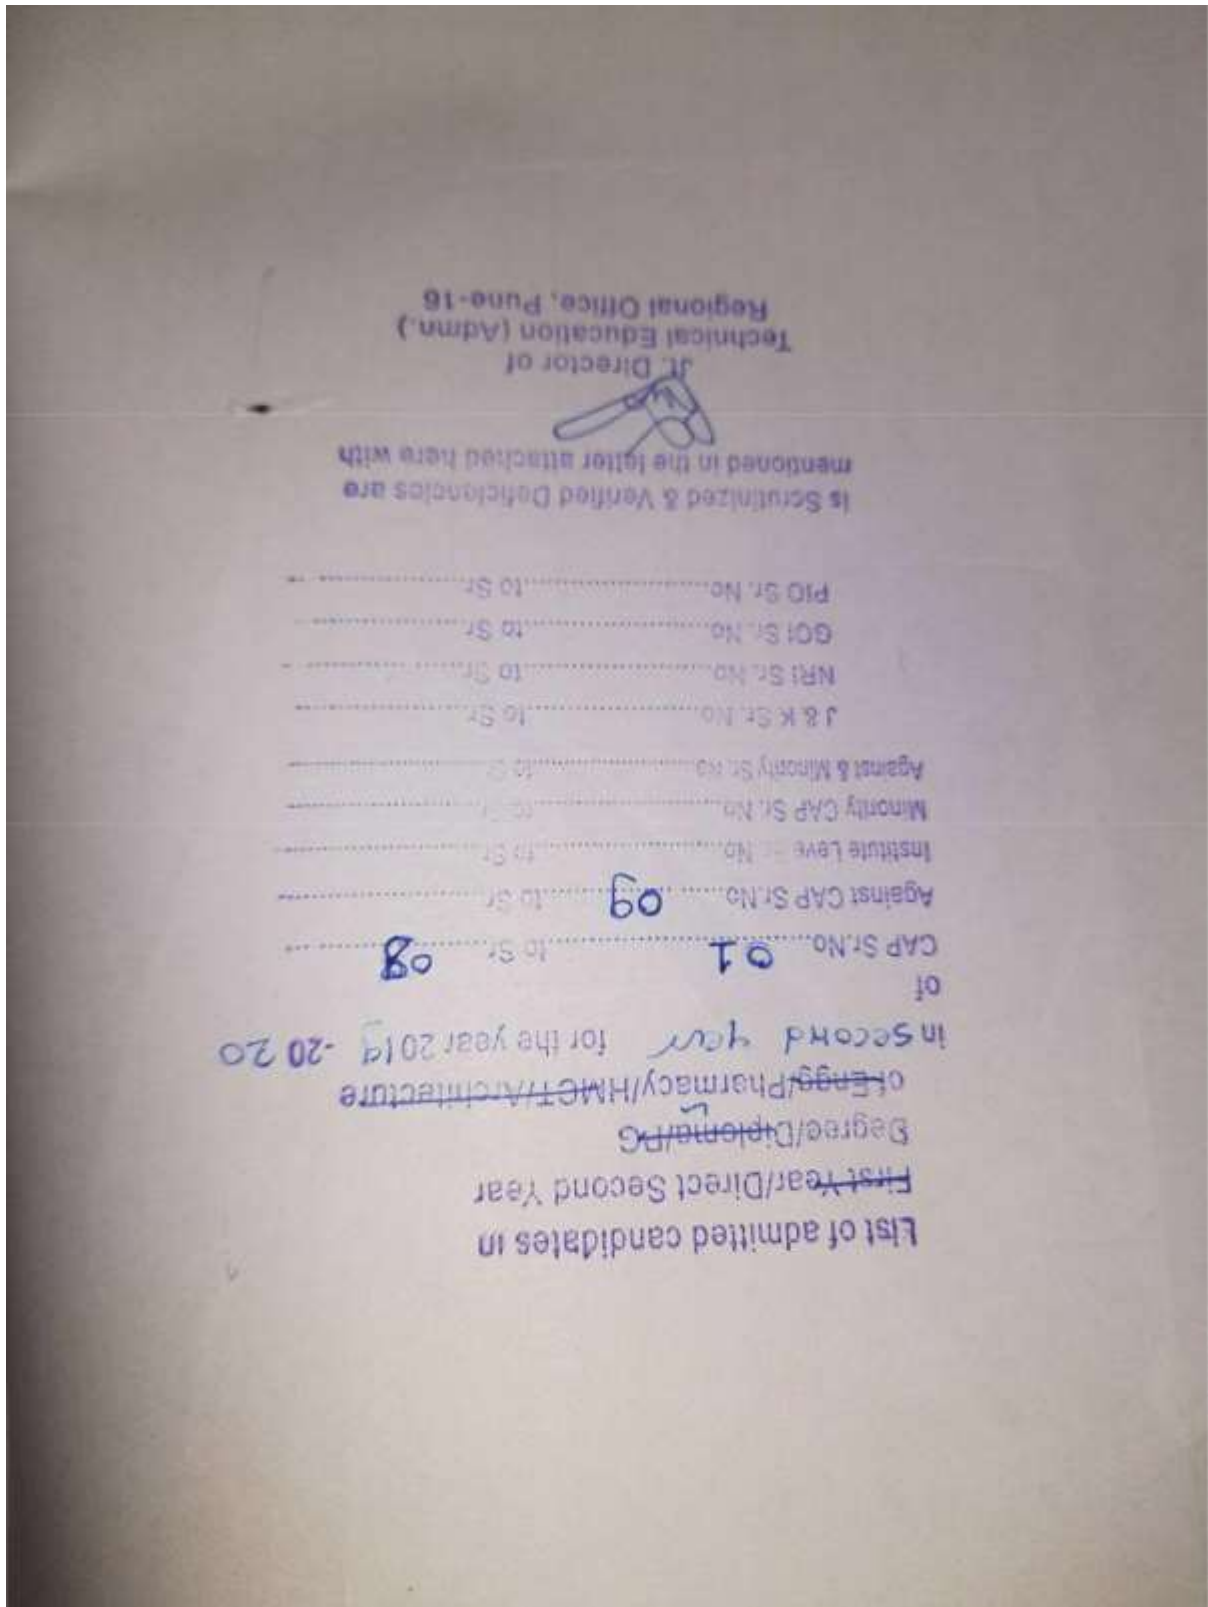 List of admitted candidates in
First Year/Direct Second Year
Degree/Diploma/PG
of Engg/Pharmacy/HMCT/Architecture
in Second year for the year 2019 -2020
of
CAP Sr.No. 01 to Sr. 08
Against CAP Sr.No. 09 to Sr.
Institute Leve No. to Sr.
Minority CAP Sr. No. to Sr.
Against & Minority Sr. No. to Sr.
J & K Sr. No. to Sr.
NRI Sr. No. to Sr.
GOI Sr. No. to Sr.
PIO Sr. No. to Sr.
is Scrutinized & Verified Deficiencies are
mentioned in the letter attached here with
Jt. Director of
Technical Education (Admn.)
Regional Office, Pune-16